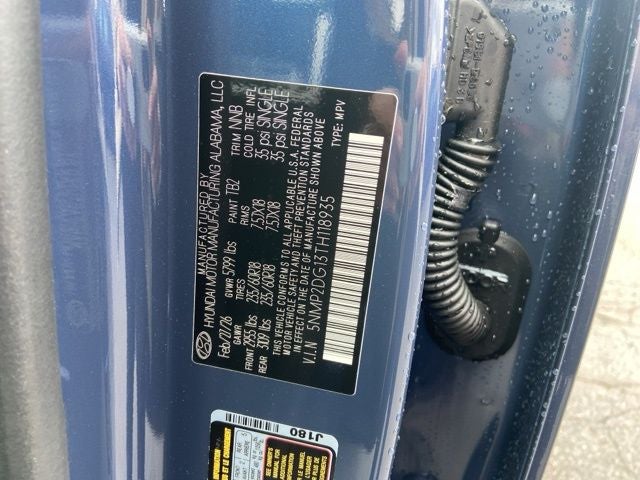 MANUFACTURED BY
HYUNDAI MOTOR MANUFACTURING ALABAMA, LLC
Feb/27/26 PAINT TB2 TRIM NNB
GVWR 5799 lbs
GAWR TIRES RIMS COLD TIRE INFL
FRONT 2955 lbs 235/60R18 7.5JX18 35 psi SINGLE
REAR 3109 lbs 235/60R18 7.5JX18 35 psi SINGLE
THIS VEHICLE CONFORMS TO ALL APPLICABLE U.S.A. FEDERAL
MOTOR VEHICLE SAFETY AND THEFT PREVENTION STANDARDS
IN EFFECT ON THE DATE OF MANUFACTURE SHOWN ABOVE
V.I.N 5NMP2DG13TH118935 TYPE: MPV
J180